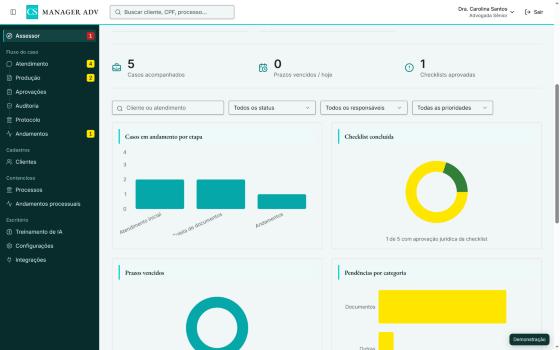 CS MANAGER ADV
Buscar cliente, CPF, processo...
Dra. Carolina Santos
Advogada Sênior
Sair
Assessor 1
Fluxo do caso
Atendimento 4
Produção 2
Aprovações
Auditoria
Protocolo
Andamentos 1
Cadastros
Clientes
Contencioso
Processos
Andamentos processuais
Escritório
Treinamento de IA
Configurações
Integrações
5
Casos acompanhados
0
Prazos vencidos / hoje
1
Checklists aprovadas
Cliente ou atendimento
Todos os status
Todos os responsáveis
Todas as prioridades
Casos em andamento por etapa
4
3
2
1
0
Atendimento inicial
de documentos
Andamentos
Checklist concluída
1 de 5 com aprovação jurídica da checklist
Prazos vencidos
Pendências por categoria
Documentos
Outras
Demonstração